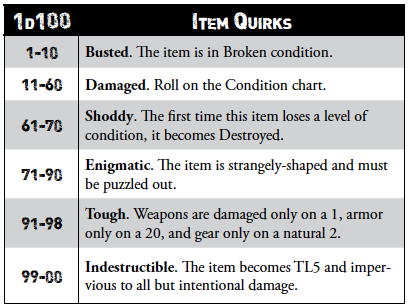 1D100 ITEM QUIRKS
1-10 Busted. The item is in Broken condition.
11-60 Damaged. Roll on the Condition chart.
61-70 Shoddy. The first time this item loses a level of
condition, it becomes Destroyed.
71-90 Enigmatic. The item is strangely-shaped and must
be puzzled out.
91-98 Tough. Weapons are damaged only on a 1, armor
only on a 20, and gear only on a natural 2.
99-00 Indestructible. The item becomes TL5 and imper-
vious to all but intentional damage.